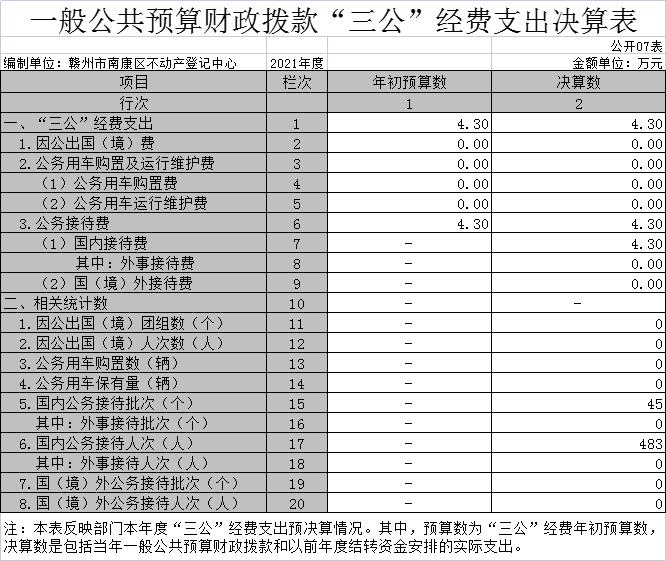 一般公共预算财政拨款“三公”经费支出决算表
公开07表
编制单位：赣州市南康区不动产登记中心 2021年度 金额单位：万元
项目 栏次 年初预算数 决算数
行次 1 2
一、“三公”经费支出 1 4.30 4.30
1.因公出国（境）费 2 0.00 0.00
2.公务用车购置及运行维护费 3 0.00 0.00
（1）公务用车购置费 4 0.00 0.00
（2）公务用车运行维护费 5 0.00 0.00
3.公务接待费 6 4.30 4.30
（1）国内接待费 7 - 4.30
其中：外事接待费 8 - 0.00
（2）国（境）外接待费 9 - 0.00
二、相关统计数 10 - -
1.因公出国（境）团组数（个） 11 - 0
2.因公出国（境）人次数（人） 12 - 0
3.公务用车购置数（辆） 13 - 0
4.公务用车保有量（辆） 14 - 0
5.国内公务接待批次（个） 15 - 45
其中：外事接待批次（个） 16 - 0
6.国内公务接待人次（人） 17 - 483
其中：外事接待人次（人） 18 - 0
7.国（境）外公务接待批次（个） 19 - 0
8.国（境）外公务接待人次（人） 20 - 0
注：本表反映部门本年度“三公”经费支出预决算情况。其中，预算数为“三公”经费年初预算数，
决算数是包括当年一般公共预算财政拨款和以前年度结转资金安排的实际支出。